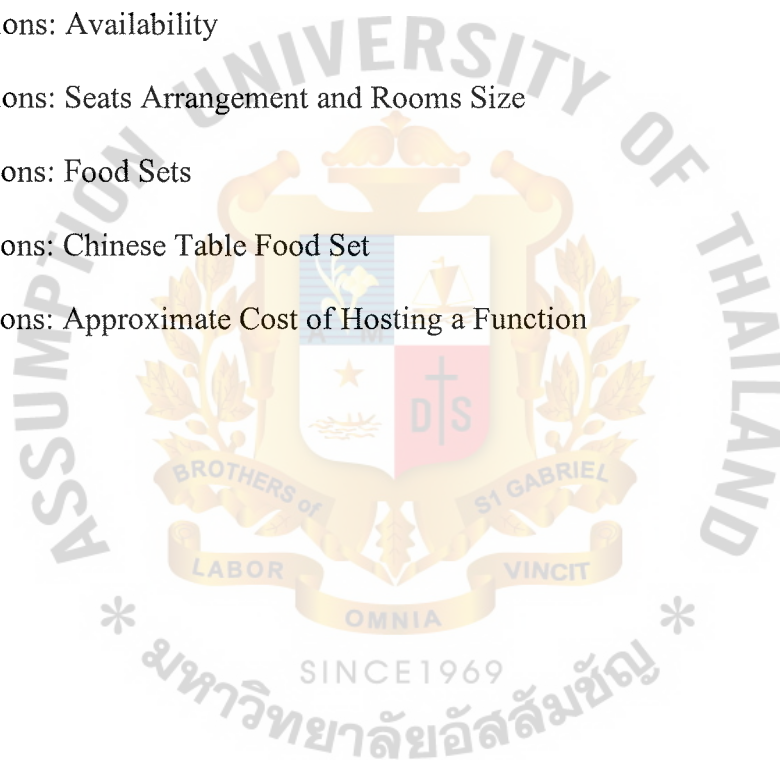 ons: Availability
ons: Seats Arrangement and Rooms Size
ons: Food Sets
ons: Chinese Table Food Set
ons: Approximate Cost of Hosting a Function
ASSUMPTION UNIVERSITY OF THAILAND
A M
D S
BROTHERS of ST GABRIEL
LABOR
VINCIT
OMNIA
SINCE1969
* มหาวิทยาลัยอัสสัมชัญ *